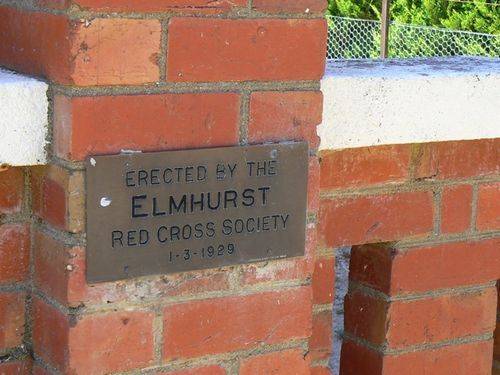 ERECTED BY THE
ELMHURST
RED CROSS SOCIETY
1-3-1929